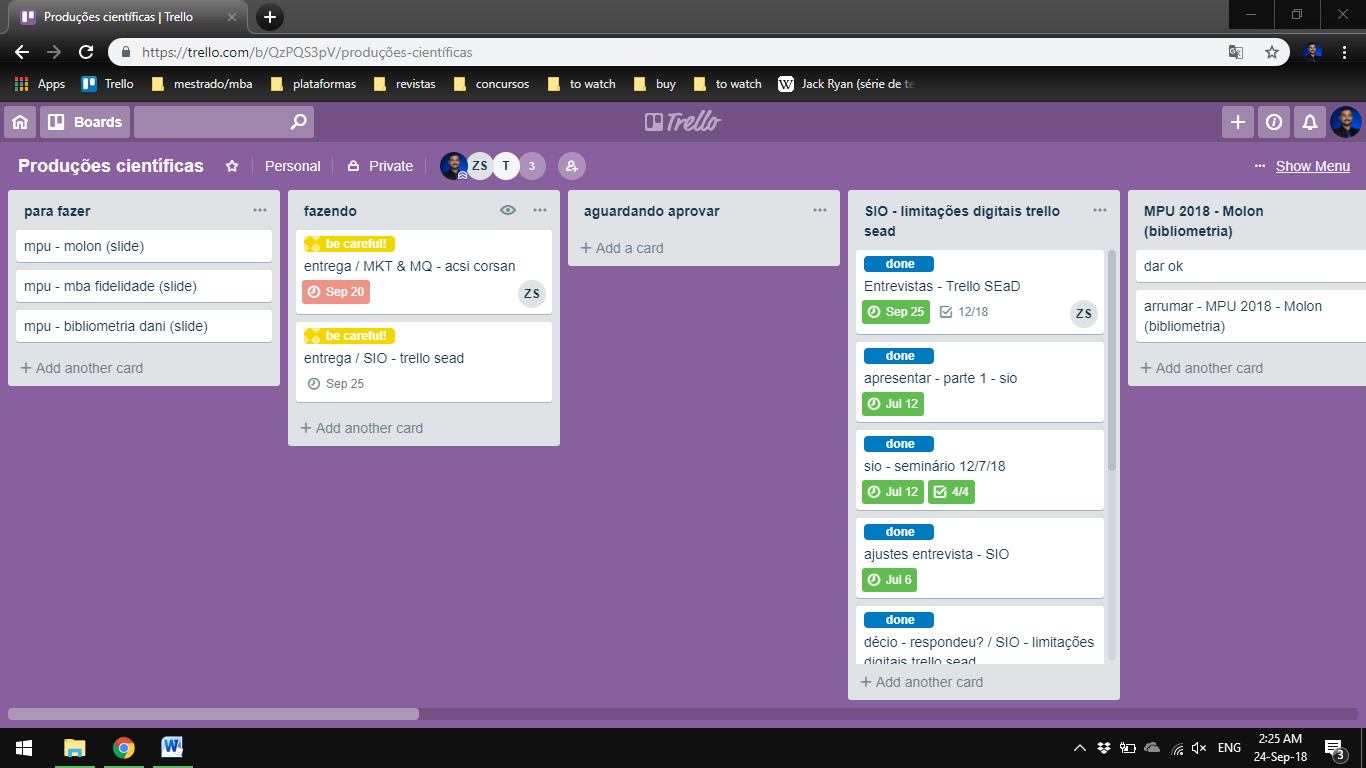 Produções científicas | Trello
https://trello.com/b/QzPQS3pV/produções-científicas
Apps Trello mestrado/mba plataformas revistas concursos to watch buy to watch Jack Ryan (série de te
Boards Trello
Produções científicas Personal Private ZS T 3 Show Menu
para fazer
mpu - molon (slide)
mpu - mba fidelidade (slide)
mpu - bibliometria dani (slide)
+ Add another card
fazendo
be careful!
entrega / MKT & MQ - acsi corsan
Sep 20
ZS
be careful!
entrega / SIO - trello sead
Sep 25
+ Add another card
aguardando aprovar
+ Add a card
SIO - limitações digitais trello
sead
done
Entrevistas - Trello SEaD
Sep 25 12/18
ZS
done
apresentar - parte 1 - sio
Jul 12
done
sio - seminário 12/7/18
Jul 12 4/4
done
ajustes entrevista - SIO
Jul 6
done
décio - respondeu? / SIO - limitações
digitais trello sead
+ Add another card
MPU 2018 - Molon
(bibliometria)
dar ok
arrumar - MPU 2018 - Molon
(bibliometria)
+ Add another card
ENG
2:25 AM
24-Sep-18
3